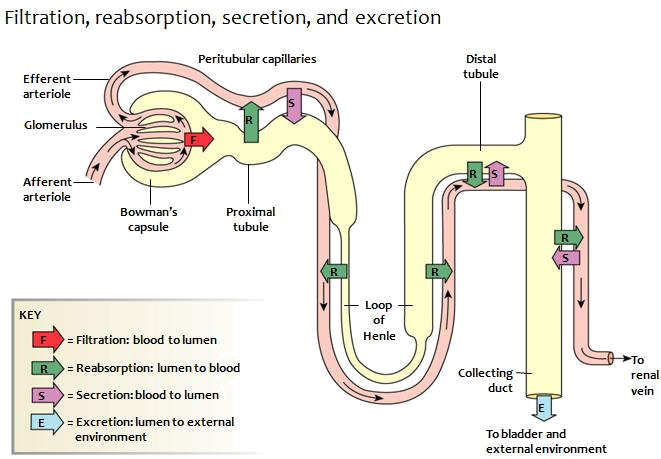 Filtration, reabsorption, secretion, and excretion
Peritubular capillaries
Distal
tubule
Efferent
arteriole
Glomerulus
Afferent
arteriole
Bowman's
capsule
Proximal
tubule
F
R
S
R
S
R
R
R
S
Loop
of
Henle
Collecting
duct
To
renal
vein
E
To bladder and
external environment
KEY
F = Filtration: blood to lumen
R = Reabsorption: lumen to blood
S = Secretion: blood to lumen
E = Excretion: lumen to external
environment